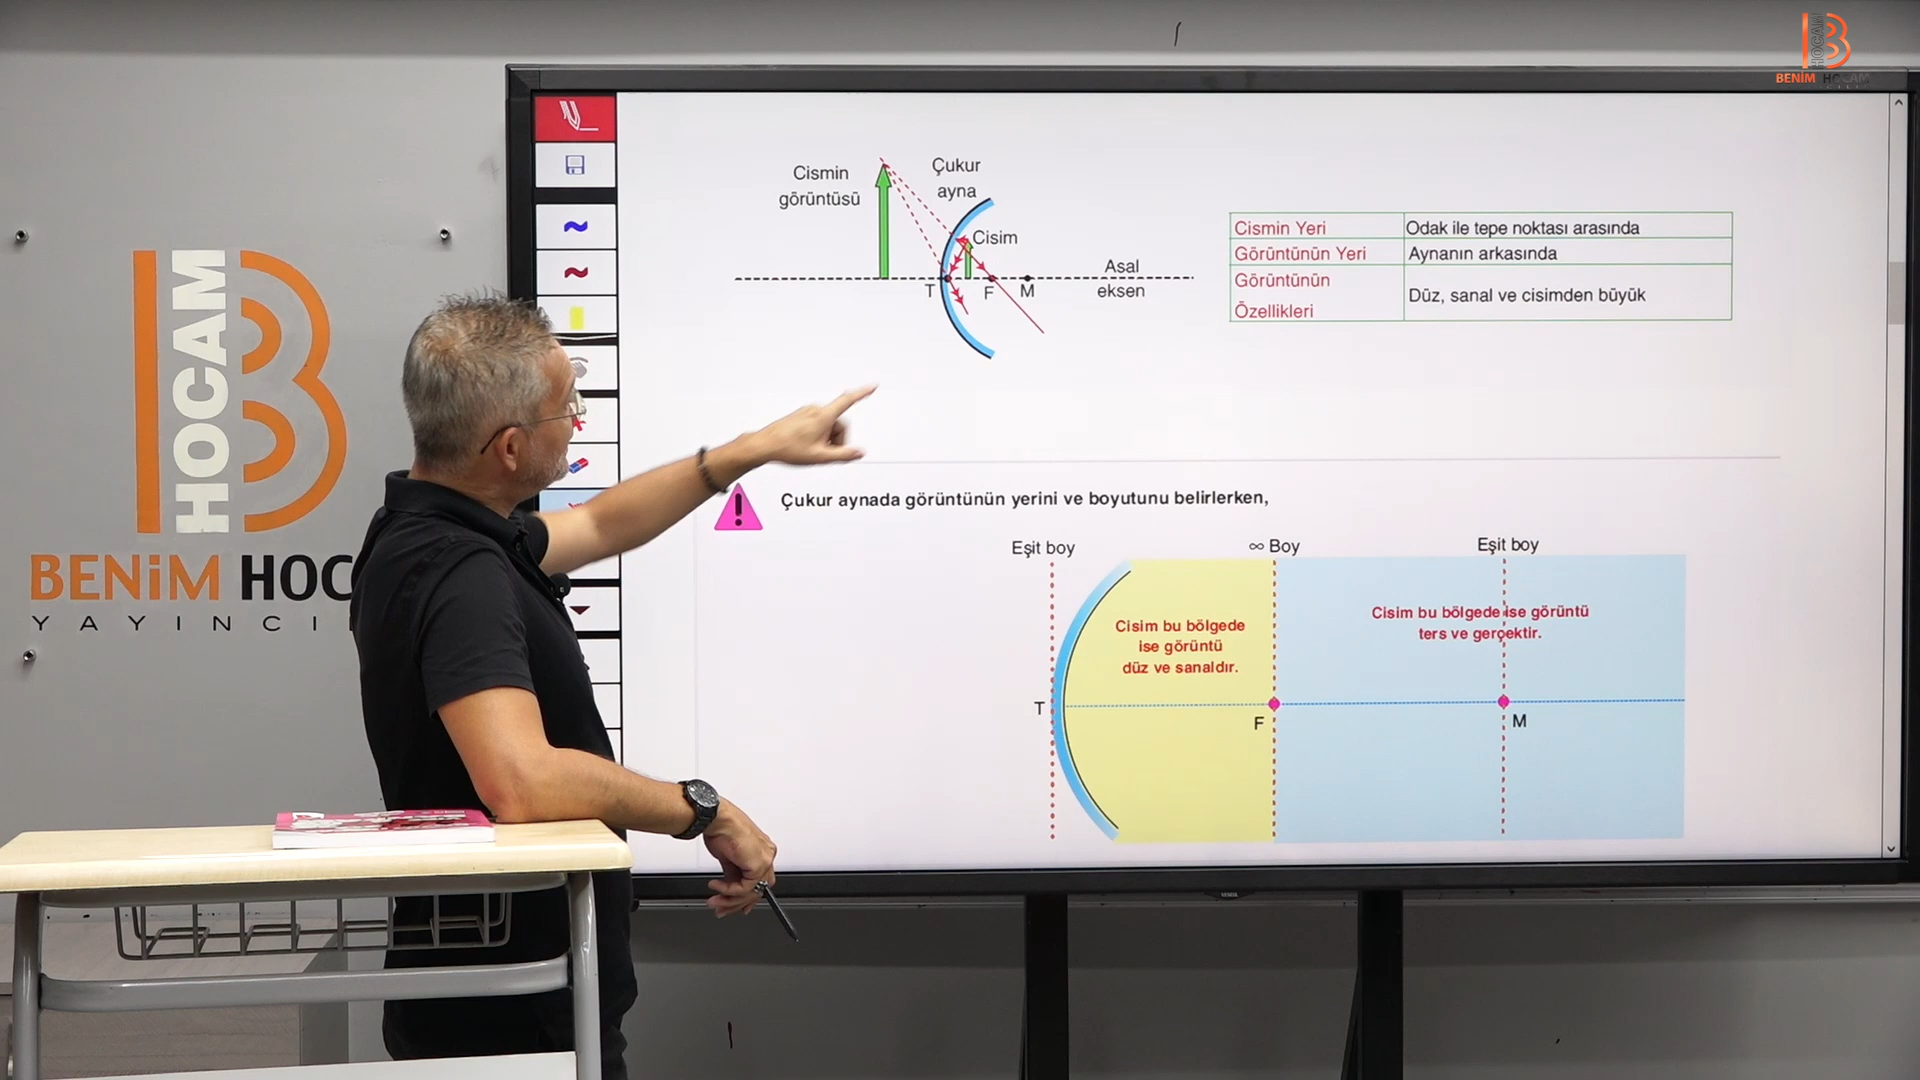 BENİM HOCAM
HOCAM
BENİM HOC
YAYINCI
Cismin
görüntüsü
Çukur
ayna
Cisim
Asal
eksen
T
F
M
Cismin Yeri
Odak ile tepe noktası arasında
Görüntünün Yeri
Aynanın arkasında
Görüntünün
Özellikleri
Düz, sanal ve cisimden büyük
Çukur aynada görüntünün yerini ve boyutunu belirlerken,
Eşit boy
∞ Boy
Eşit boy
Cisim bu bölgede
ise görüntü
düz ve sanaldır.
Cisim bu bölgede ise görüntü
ters ve gerçektir.
T
F
M